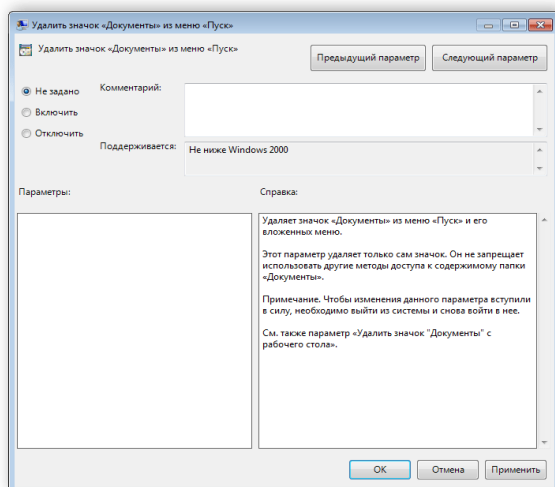 Удалить значок «Документы» из меню «Пуск»
Удалить значок «Документы» из меню «Пуск»
Предыдущий параметр
Следующий параметр
Не задано
Включить
Отключить
Комментарий:
Поддерживается:
Не ниже Windows 2000
Параметры:
Справка:
Удаляет значок «Документы» из меню «Пуск» и его
вложенных меню.
Этот параметр удаляет только сам значок. Он не запрещает
использовать другие методы доступа к содержимому папки
«Документы».
Примечание. Чтобы изменения данного параметра вступили
в силу, необходимо выйти из системы и снова войти в нее.
См. также параметр «Удалить значок "Документы" с
рабочего стола».
ОК
Отмена
Применить